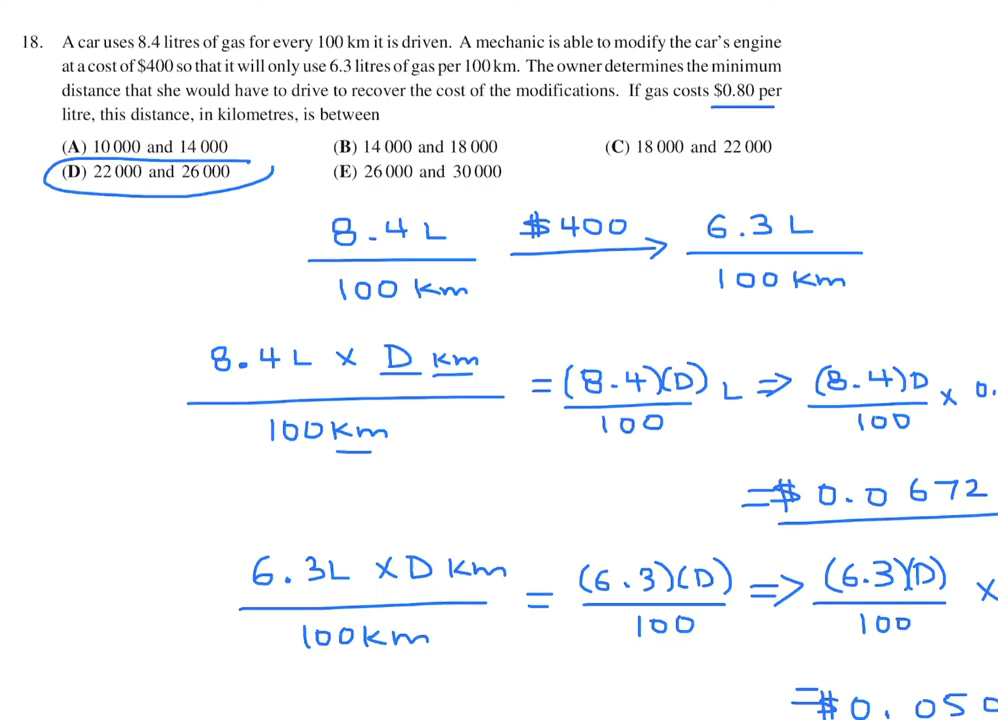 18. A car uses 8.4 litres of gas for every 100 km it is driven. A mechanic is able to modify the car's engine
at a cost of $400 so that it will only use 6.3 litres of gas per 100 km. The owner determines the minimum
distance that she would have to drive to recover the cost of the modifications. If gas costs $0.80 per
litre, this distance, in kilometres, is between
(A) 10 000 and 14 000 (B) 14 000 and 18 000 (C) 18 000 and 22 000
(D) 22 000 and 26 000 (E) 26 000 and 30 000
8.4 L $400 6.3 L
100 km → 100 km
8.4 L × D km
100 km = (8.4)(D) L ⇒ (8.4)D × 0.
100 100
= $0.0672
6.3L × D km = (6.3)(D) ⇒ (6.3)(D) ×
100 km 100 100
= $0.050